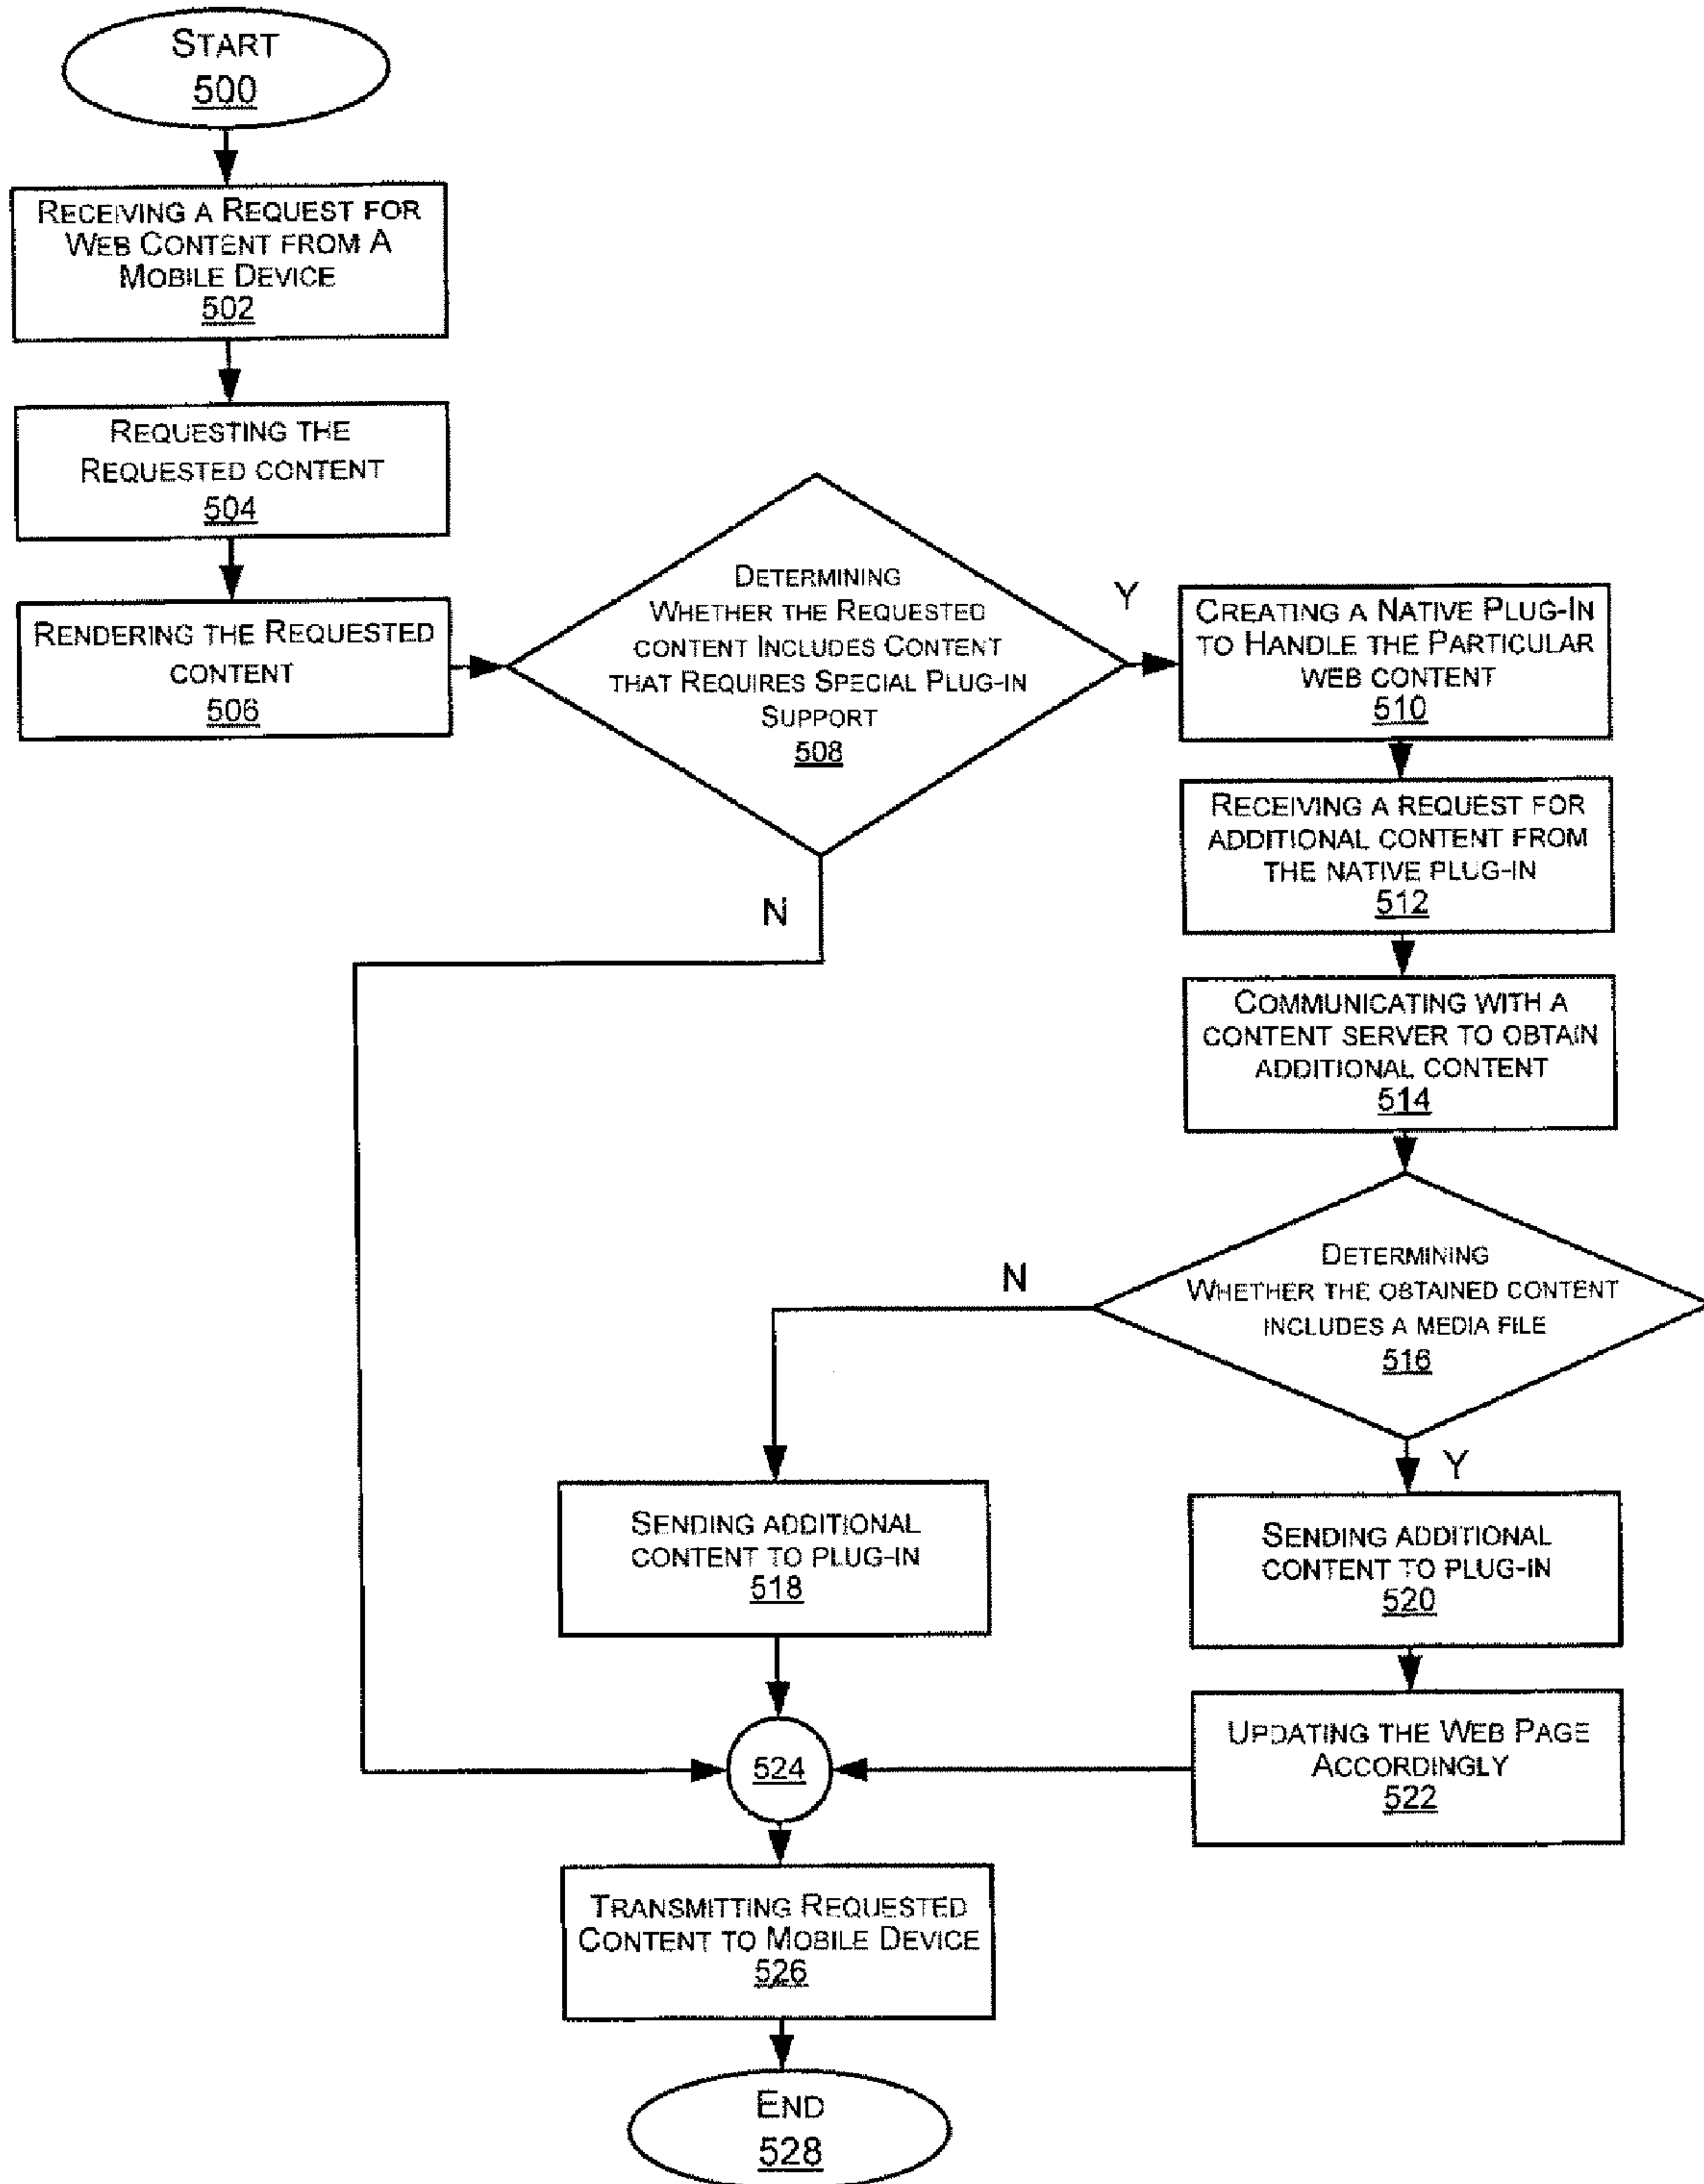 START
500
RECEIVING A REQUEST FOR
WEB CONTENT FROM A
MOBILE DEVICE
502
REQUESTING THE
REQUESTED CONTENT
504
RENDERING THE REQUESTED
CONTENT
506
DETERMINING
WHETHER THE REQUESTED
CONTENT INCLUDES CONTENT
THAT REQUIRES SPECIAL PLUG-IN
SUPPORT
508
Y
N
CREATING A NATIVE PLUG-IN
TO HANDLE THE PARTICULAR
WEB CONTENT
510
RECEIVING A REQUEST FOR
ADDITIONAL CONTENT FROM
THE NATIVE PLUG-IN
512
COMMUNICATING WITH A
CONTENT SERVER TO OBTAIN
ADDITIONAL CONTENT
514
DETERMINING
WHETHER THE OBTAINED CONTENT
INCLUDES A MEDIA FILE
516
N
Y
SENDING ADDITIONAL
CONTENT TO PLUG-IN
518
SENDING ADDITIONAL
CONTENT TO PLUG-IN
520
UPDATING THE WEB PAGE
ACCORDINGLY
522
524
TRANSMITTING REQUESTED
CONTENT TO MOBILE DEVICE
526
END
528